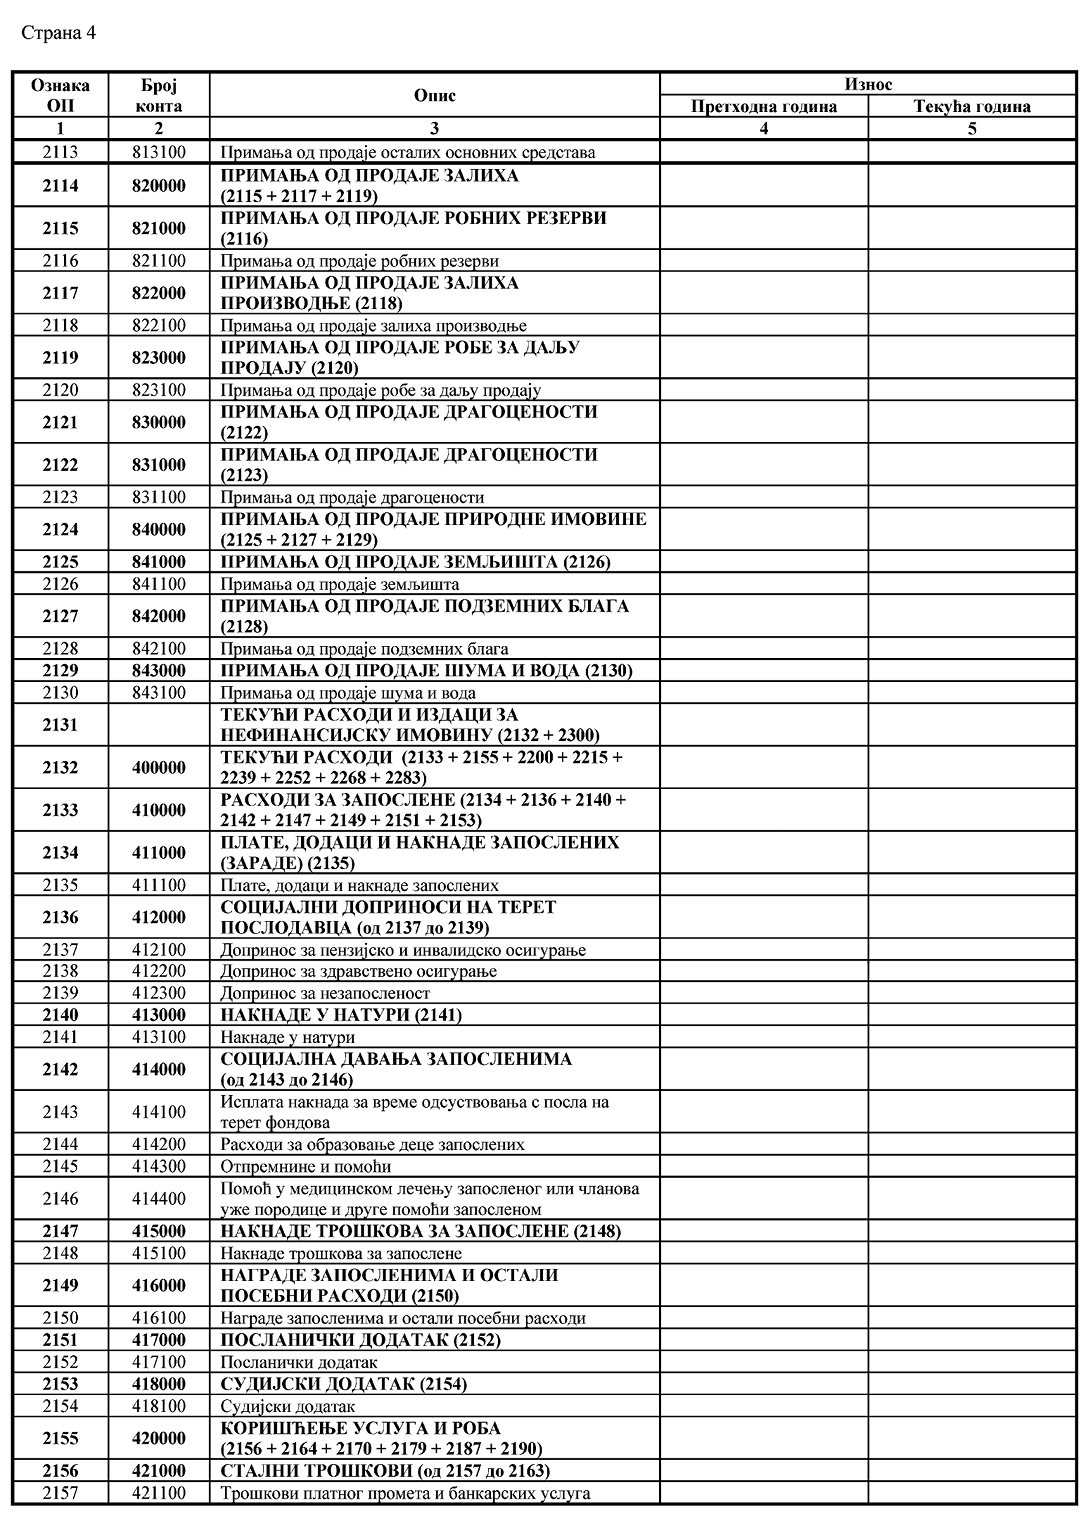 Страна 4
Ознака ОП Број конта Опис Износ
Претходна година Текућа година
1 2 3 4 5
2113 813100 Примања од продаје осталих основних средстава
2114 820000 ПРИМАЊА ОД ПРОДАЈЕ ЗАЛИХА
(2115 + 2117 + 2119)
2115 821000 ПРИМАЊА ОД ПРОДАЈЕ РОБНИХ РЕЗЕРВИ
(2116)
2116 821100 Примања од продаје робних резерви
2117 822000 ПРИМАЊА ОД ПРОДАЈЕ ЗАЛИХА
ПРОИЗВОДЊЕ (2118)
2118 822100 Примања од продаје залиха производње
2119 823000 ПРИМАЊА ОД ПРОДАЈЕ РОБЕ ЗА ДАЉУ
ПРОДАЈУ (2120)
2120 823100 Примања од продаје робе за даљу продају
2121 830000 ПРИМАЊА ОД ПРОДАЈЕ ДРАГОЦЕНОСТИ
(2122)
2122 831000 ПРИМАЊА ОД ПРОДАЈЕ ДРАГОЦЕНОСТИ
(2123)
2123 831100 Примања од продаје драгоцености
2124 840000 ПРИМАЊА ОД ПРОДАЈЕ ПРИРОДНЕ ИМОВИНЕ
(2125 + 2127 + 2129)
2125 841000 ПРИМАЊА ОД ПРОДАЈЕ ЗЕМЉИШТА (2126)
2126 841100 Примања од продаје земљишта
2127 842000 ПРИМАЊА ОД ПРОДАЈЕ ПОДЗЕМНИХ БЛАГА
(2128)
2128 842100 Примања од продаје подземних блага
2129 843000 ПРИМАЊА ОД ПРОДАЈЕ ШУМА И ВОДА (2130)
2130 843100 Примања од продаје шума и вода
2131 ТЕКУЋИ РАСХОДИ И ИЗДАЦИ ЗА
НЕФИНАНСИЈСКУ ИМОВИНУ (2132 + 2300)
2132 400000 ТЕКУЋИ РАСХОДИ (2133 + 2155 + 2200 + 2215 +
2239 + 2252 + 2268 + 2283)
2133 410000 РАСХОДИ ЗА ЗАПОСЛЕНЕ (2134 + 2136 + 2140 +
2142 + 2147 + 2149 + 2151 + 2153)
2134 411000 ПЛАТЕ, ДОДАЦИ И НАКНАДЕ ЗАПОСЛЕНИХ
(ЗАРАДЕ) (2135)
2135 411100 Плате, додаци и накнаде запослених
2136 412000 СОЦИЈАЛНИ ДОПРИНОСИ НА ТЕРЕТ
ПОСЛОДАВЦА (од 2137 до 2139)
2137 412100 Допринос за пензијско и инвалидско осигурање
2138 412200 Допринос за здравствено осигурање
2139 412300 Допринос за незапосленост
2140 413000 НАКНАДЕ У НАТУРИ (2141)
2141 413100 Накнаде у натури
2142 414000 СОЦИЈАЛНА ДАВАЊА ЗАПОСЛЕНИМА
(од 2143 до 2146)
2143 414100 Исплата накнада за време одсуствовања с посла на
терет фондова
2144 414200 Расходи за образовање деце запослених
2145 414300 Отпремнине и помоћи
2146 414400 Помоћ у медицинском лечењу запосленог или чланова
уже породице и друге помоћи запосленом
2147 415000 НАКНАДЕ ТРОШКОВА ЗА ЗАПОСЛЕНЕ (2148)
2148 415100 Накнаде трошкова за запослене
2149 416000 НАГРАДЕ ЗАПОСЛЕНИМА И ОСТАЛИ
ПОСЕБНИ РАСХОДИ (2150)
2150 416100 Награде запосленима и остали посебни расходи
2151 417000 ПОСЛАНИЧКИ ДОДАТАК (2152)
2152 417100 Посланички додатак
2153 418000 СУДИЈСКИ ДОДАТАК (2154)
2154 418100 Судијски додатак
2155 420000 КОРИШЋЕЊЕ УСЛУГА И РОБА
(2156 + 2164 + 2170 + 2179 + 2187 + 2190)
2156 421000 СТАЛНИ ТРОШКОВИ (од 2157 до 2163)
2157 421100 Трошкови платног промета и банкарских услуга